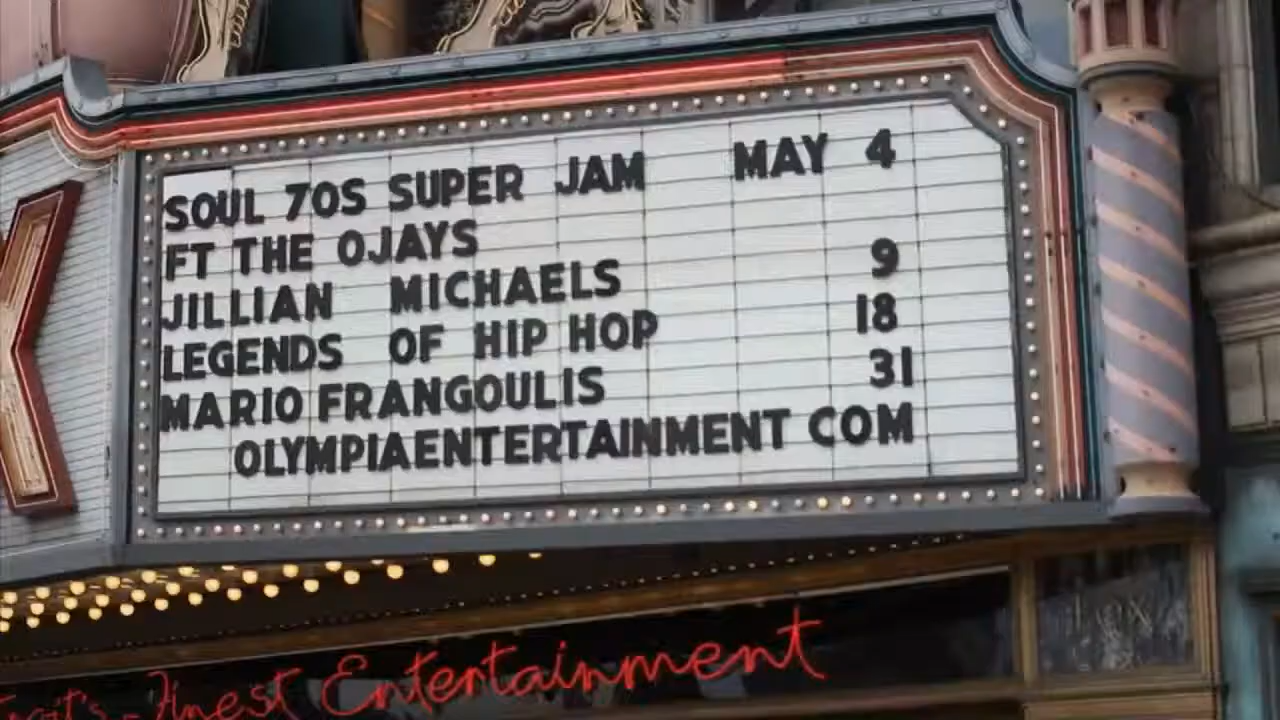 SOUL 70S SUPER JAM MAY 4
FT THE OJAYS
JILLIAN MICHAELS 9
LEGENDS OF HIP HOP 18
MARIO FRANGOULIS 31
OLYMPIAENTERTAINMENT COM
Finest Entertainment